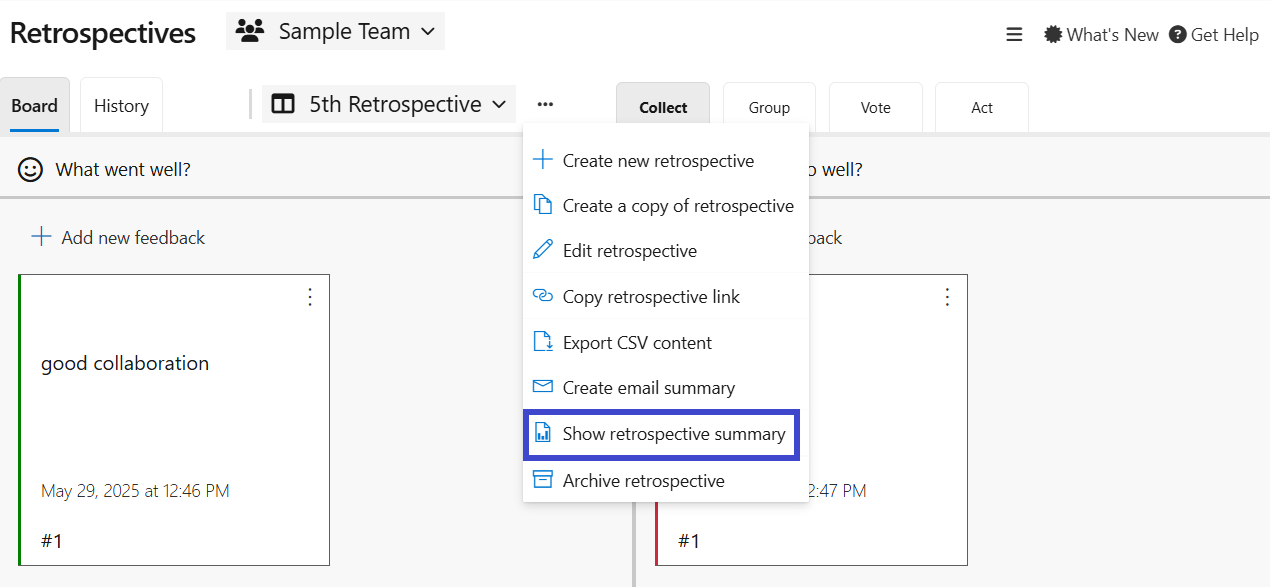 Retrospectives
Sample Team
What's New
Get Help
Board
History
5th Retrospective
Collect
Group
Vote
Act
Create new retrospective
Create a copy of retrospective
Edit retrospective
Copy retrospective link
Export CSV content
Create email summary
Show retrospective summary
Archive retrospective
What went well?
well?
Add new feedback
good collaboration
May 29, 2025 at 12:46 PM
#1
2:47 PM
#1